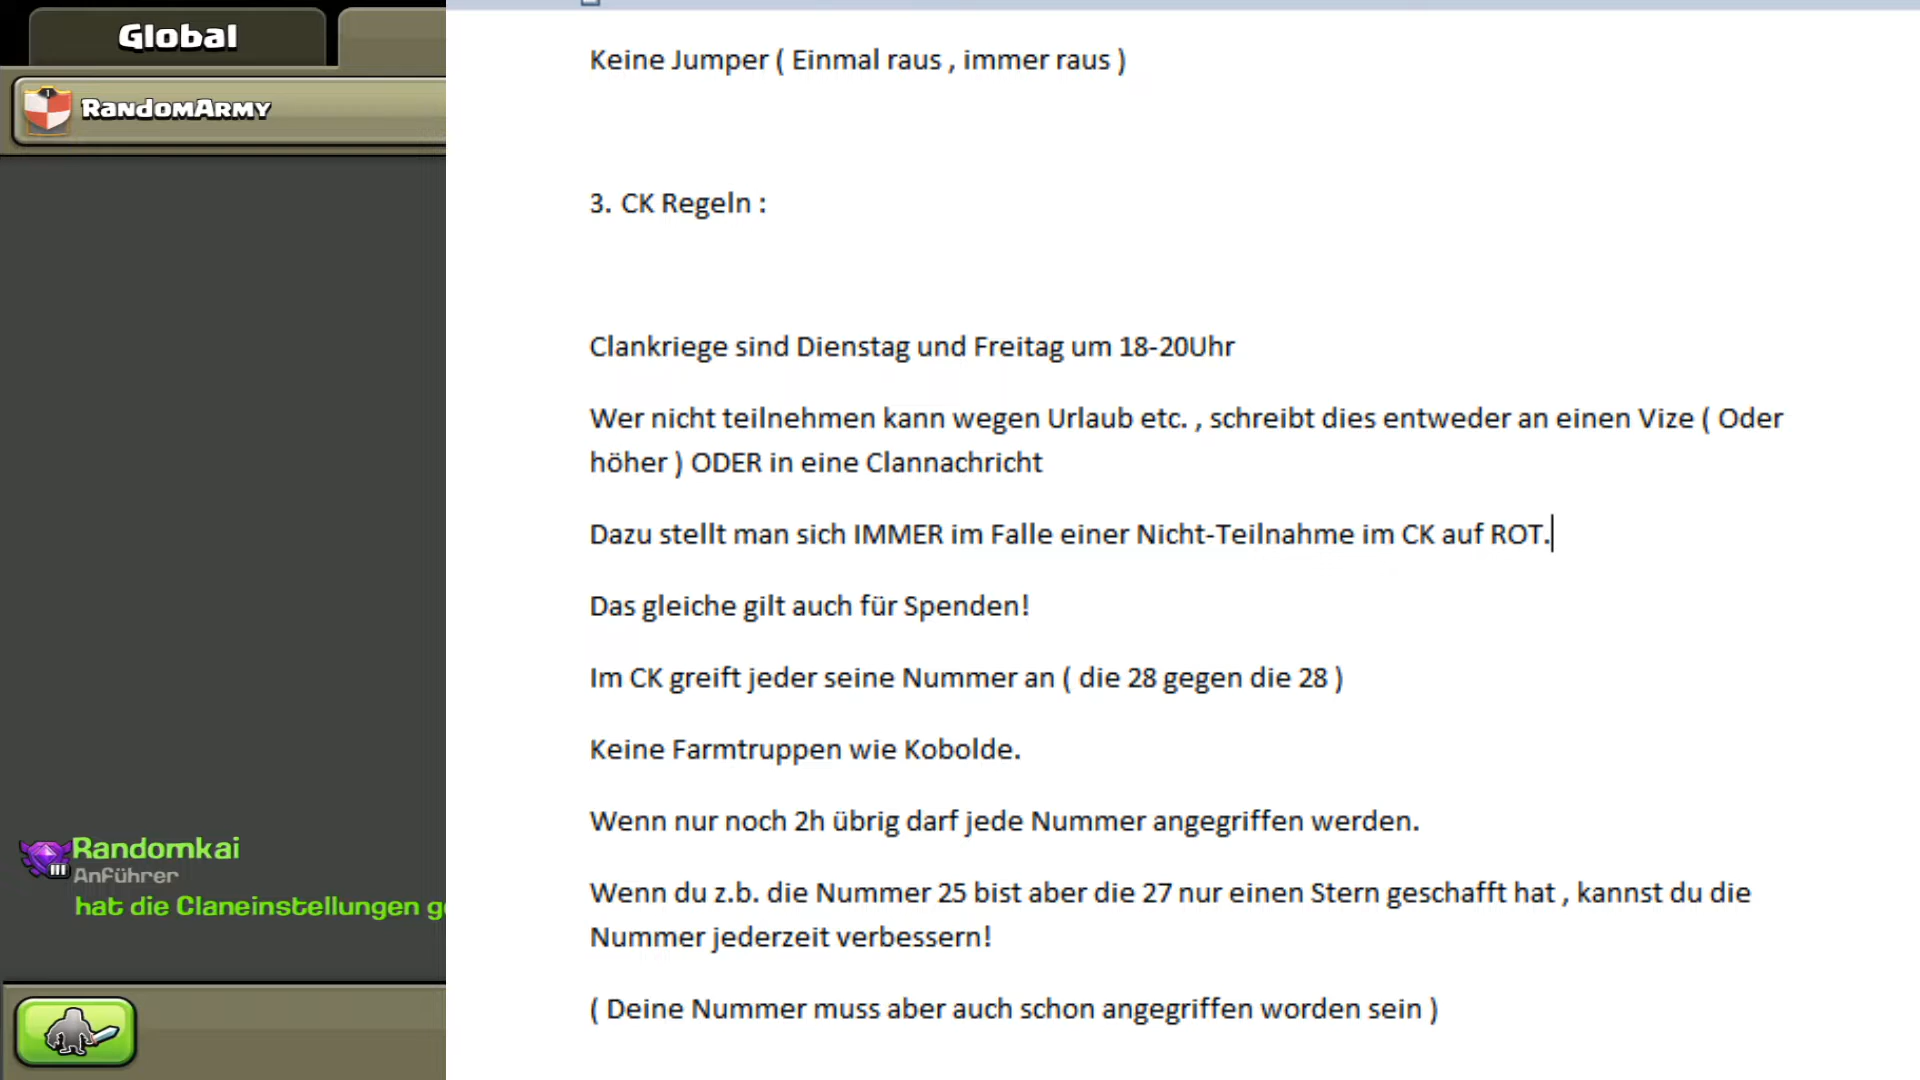 Global
RandomArmy
Randomkai
Anführer
hat die Claneinstellungen
Keine Jumper ( Einmal raus , immer raus )
3. CK Regeln :
Clankriege sind Dienstag und Freitag um 18-20Uhr
Wer nicht teilnehmen kann wegen Urlaub etc. , schreibt dies entweder an einen Vize ( Oder
höher ) ODER in eine Clannachricht
Dazu stellt man sich IMMER im Falle einer Nicht-Teilnahme im CK auf ROT.
Das gleiche gilt auch für Spenden!
Im CK greift jeder seine Nummer an ( die 28 gegen die 28 )
Keine Farmtruppen wie Kobolde.
Wenn nur noch 2h übrig darf jede Nummer angegriffen werden.
Wenn du z.b. die Nummer 25 bist aber die 27 nur einen Stern geschafft hat , kannst du die
Nummer jederzeit verbessern!
( Deine Nummer muss aber auch schon angegriffen worden sein )